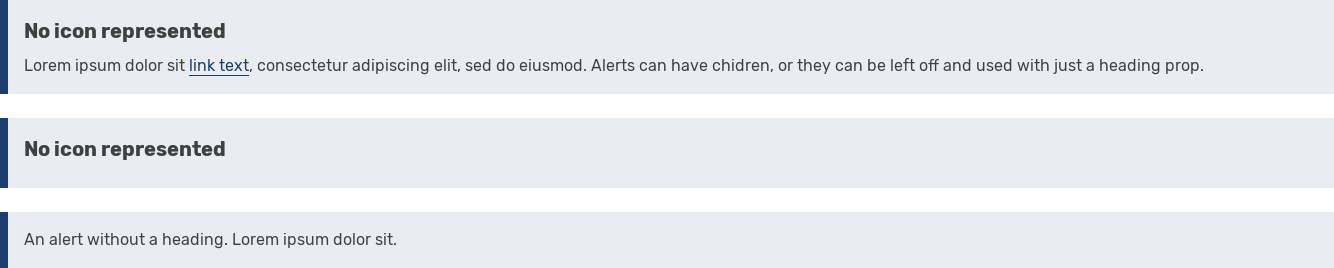 No icon represented
Lorem ipsum dolor sit link text, consectetur adipiscing elit, sed do eiusmod. Alerts can have chidren, or they can be left off and used with just a heading prop.
No icon represented
An alert without a heading. Lorem ipsum dolor sit.